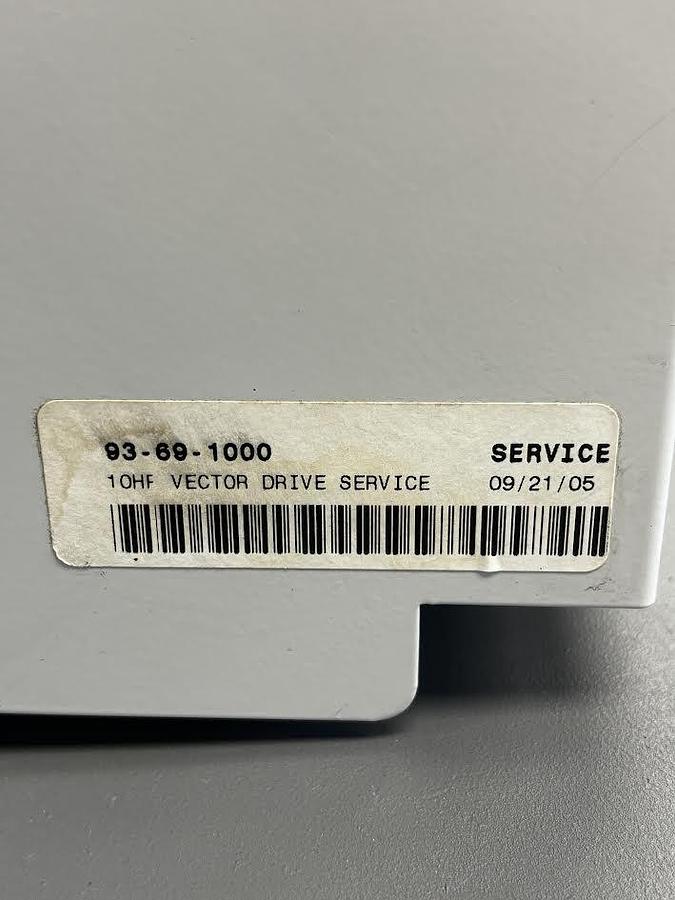 93-69-1000 SERVICE
10HP VECTOR DRIVE SERVICE 09/21/05